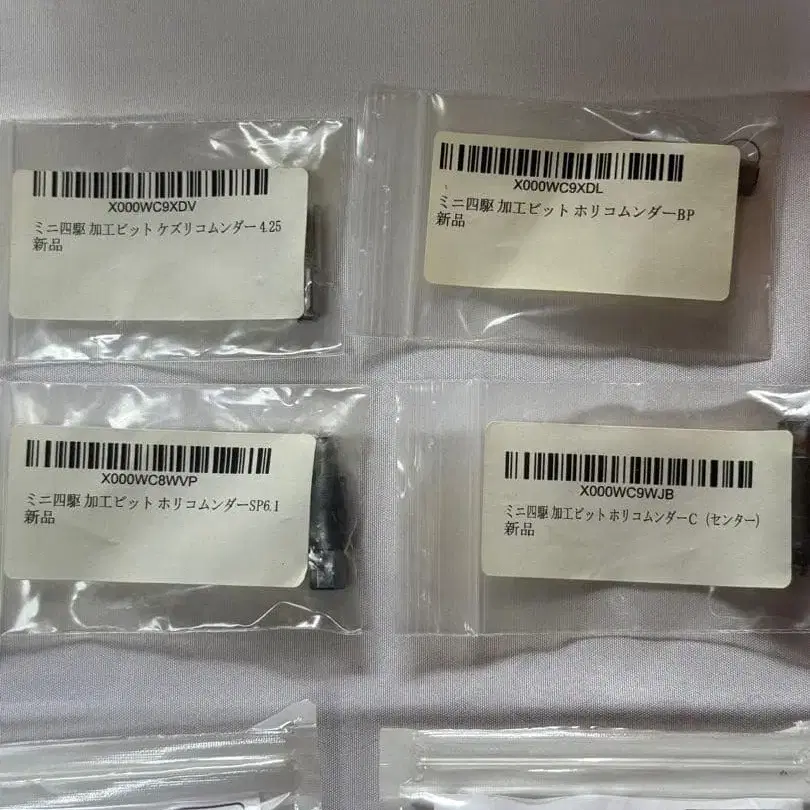 X000WC9XDV
ミニ四駆 加工ビット ケズリコムンダー 4.25
新品
X000WC9XDL
ミニ四駆 加工ビット ホリコムンダーBP
新品
X000WC8WVP
ミニ四駆 加工ビット ホリコムンダーSP6.1
新品
X000WC9WJB
ミニ四駆 加工ビット ホリコムンダーC (センター)
新品